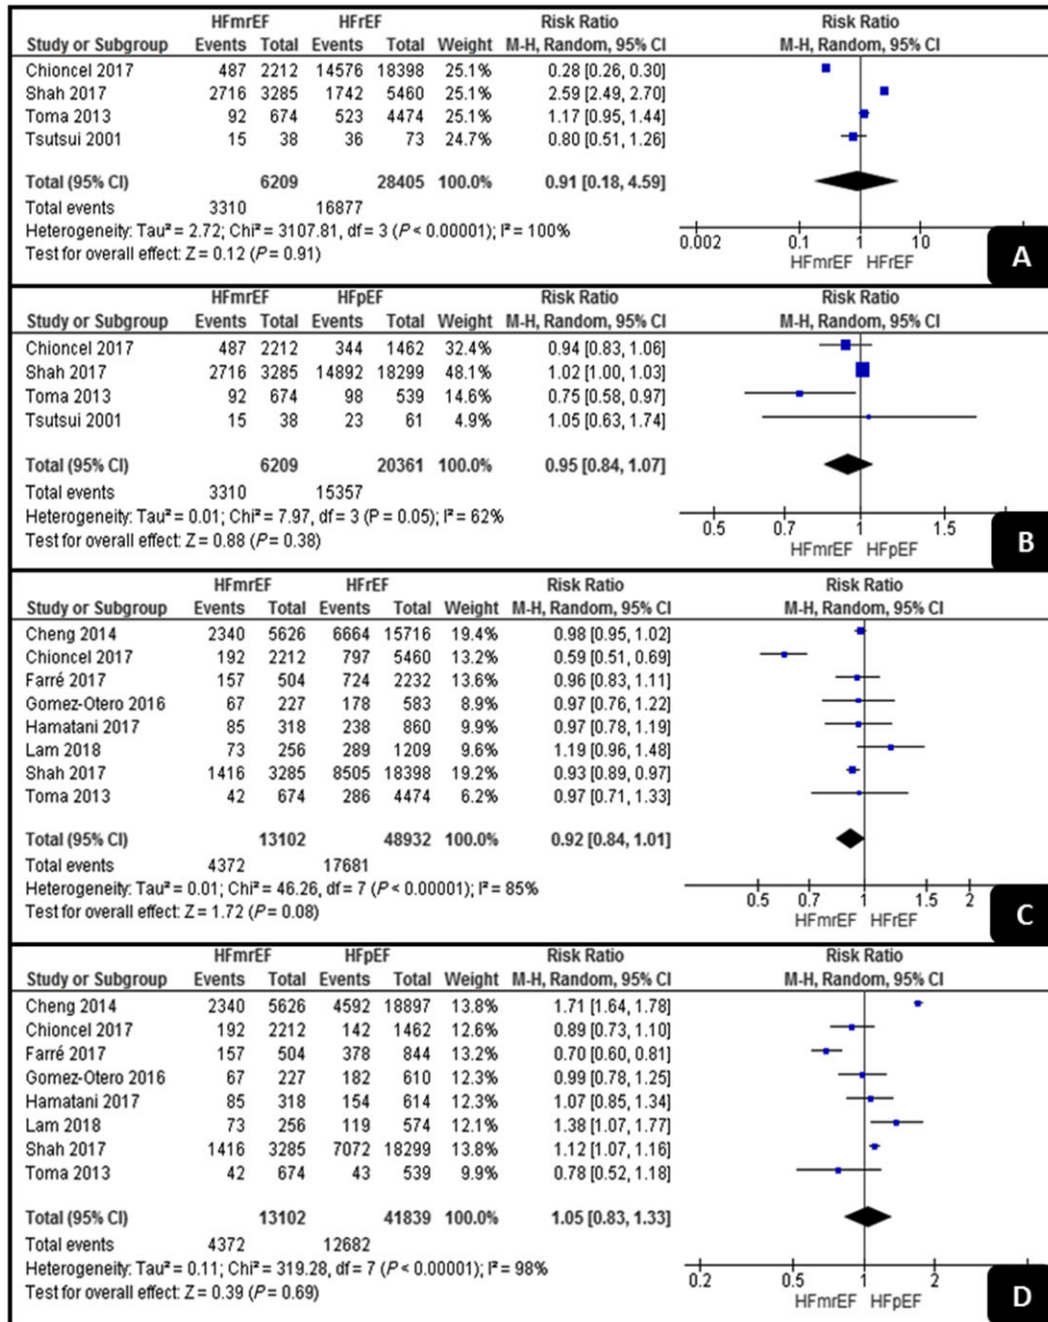 HFmrEF HFrEF Risk Ratio Risk Ratio
Study or Subgroup Events Total Events Total Weight M-H, Random, 95% CI M-H, Random, 95% CI
Chioncel 2017 487 2212 14576 18398 25.1% 0.28 [0.26, 0.30]
Shah 2017 2716 3285 1742 5460 25.1% 2.59 [2.49, 2.70]
Toma 2013 92 674 523 4474 25.1% 1.17 [0.95, 1.44]
Tsutsui 2001 15 38 36 73 24.7% 0.80 [0.51, 1.26]
Total (95% CI) 6209 28405 100.0% 0.91 [0.18, 4.59]
Total events 3310 16877
Heterogeneity: Tau² = 2.72; Chi² = 3107.81, df = 3 (P < 0.00001); I² = 100%
Test for overall effect: Z = 0.12 (P = 0.91)
0.002 0.1 1 10
HFmrEF HFrEF
A
HFmrEF HFpEF Risk Ratio Risk Ratio
Study or Subgroup Events Total Events Total Weight M-H, Random, 95% CI M-H, Random, 95% CI
Chioncel 2017 487 2212 344 1462 32.4% 0.94 [0.83, 1.06]
Shah 2017 2716 3285 14892 18299 48.1% 1.02 [1.00, 1.03]
Toma 2013 92 674 98 539 14.6% 0.75 [0.58, 0.97]
Tsutsui 2001 15 38 23 61 4.9% 1.05 [0.63, 1.74]
Total (95% CI) 6209 20361 100.0% 0.95 [0.84, 1.07]
Total events 3310 15357
Heterogeneity: Tau² = 0.01; Chi² = 7.97, df = 3 (P = 0.05); I² = 62%
Test for overall effect: Z = 0.88 (P = 0.38)
0.5 0.7 1 1.5
HFmrEF HFpEF
B
HFmrEF HFrEF Risk Ratio Risk Ratio
Study or Subgroup Events Total Events Total Weight M-H, Random, 95% CI M-H, Random, 95% CI
Cheng 2014 2340 5626 6664 15716 19.4% 0.98 [0.95, 1.02]
Chioncel 2017 192 2212 797 5460 13.2% 0.59 [0.51, 0.69]
Farré 2017 157 504 724 2232 13.6% 0.96 [0.83, 1.11]
Gomez-Otero 2016 67 227 178 583 8.9% 0.97 [0.76, 1.22]
Hamatani 2017 85 318 238 860 9.9% 0.97 [0.78, 1.19]
Lam 2018 73 256 289 1209 9.6% 1.19 [0.96, 1.48]
Shah 2017 1416 3285 8505 18398 19.2% 0.93 [0.89, 0.97]
Toma 2013 42 674 286 4474 6.2% 0.97 [0.71, 1.33]
Total (95% CI) 13102 48932 100.0% 0.92 [0.84, 1.01]
Total events 4372 17681
Heterogeneity: Tau² = 0.01; Chi² = 46.26, df = 7 (P < 0.00001); I² = 85%
Test for overall effect: Z = 1.72 (P = 0.08)
0.5 0.7 1 1.5 2
HFmrEF HFrEF
C
HFmrEF HFpEF Risk Ratio Risk Ratio
Study or Subgroup Events Total Events Total Weight M-H, Random, 95% CI M-H, Random, 95% CI
Cheng 2014 2340 5626 4592 18897 13.8% 1.71 [1.64, 1.78]
Chioncel 2017 192 2212 142 1462 12.6% 0.89 [0.73, 1.10]
Farré 2017 157 504 378 844 13.2% 0.70 [0.60, 0.81]
Gomez-Otero 2016 67 227 182 610 12.3% 0.99 [0.78, 1.25]
Hamatani 2017 85 318 154 614 12.3% 1.07 [0.85, 1.34]
Lam 2018 73 256 119 574 12.1% 1.38 [1.07, 1.77]
Shah 2017 1416 3285 7072 18299 13.8% 1.12 [1.07, 1.16]
Toma 2013 42 674 43 539 9.9% 0.78 [0.52, 1.18]
Total (95% CI) 13102 41839 100.0% 1.05 [0.83, 1.33]
Total events 4372 12682
Heterogeneity: Tau² = 0.11; Chi² = 319.28, df = 7 (P < 0.00001); I² = 98%
Test for overall effect: Z = 0.39 (P = 0.69)
0.2 0.5 1 2
HFmrEF HFpEF
D